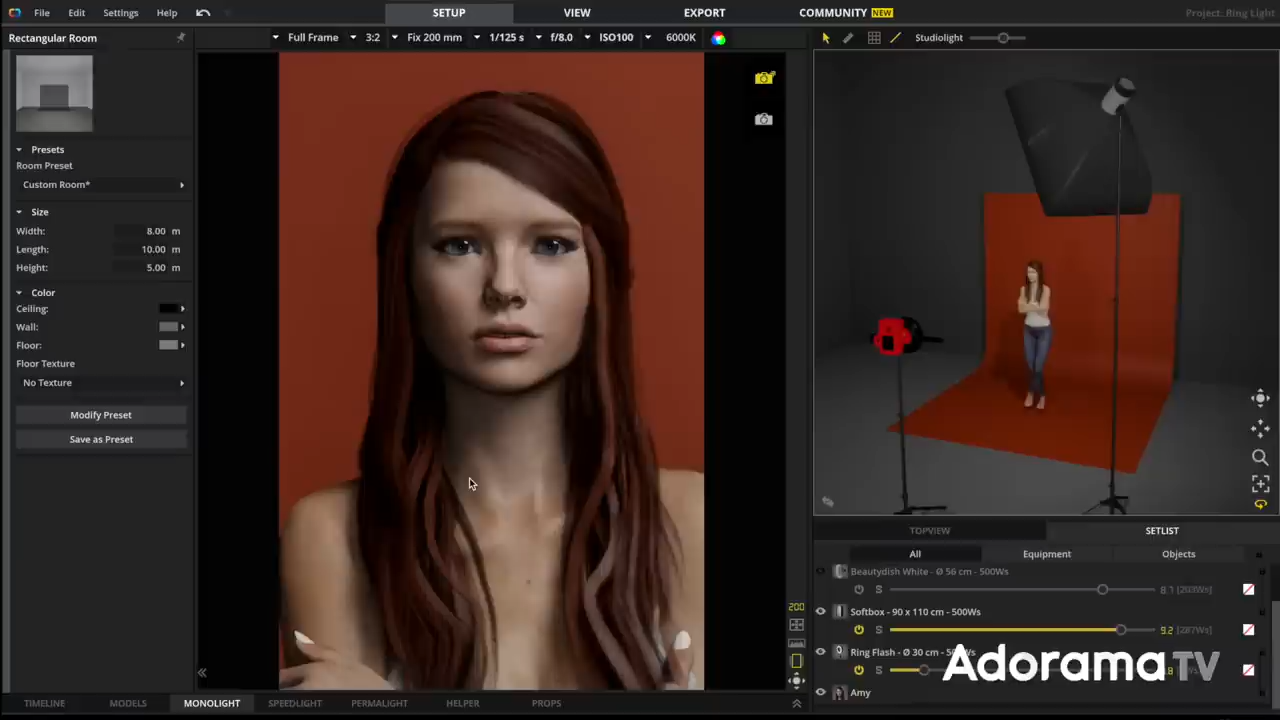 File Edit Settings Help SETUP VIEW EXPORT COMMUNITY NEW Project: Ring Light
Rectangular Room
Full Frame 3:2 Fix 200 mm 1/125 s f/8.0 ISO100 6000K
Studiolight
Presets
Room Preset
Custom Room*
Size
Width: 8.00 m
Length: 10.00 m
Height: 5.00 m
Color
Ceiling:
Wall:
Floor:
Floor Texture
No Texture
Modify Preset
Save as Preset
200
TOPVIEW SETLIST
All Equipment Objects
Beautydish White - Ø 56 cm - 500Ws
S 8.1 [203Ws]
Softbox - 90 x 110 cm - 500Ws
S 9.2
Ring Flash - Ø 30 cm
S
Amy
Adorama TV
TIMELINE MODELS MONOLIGHT SPEEDLIGHT PERMALIGHT HELPER PROPS